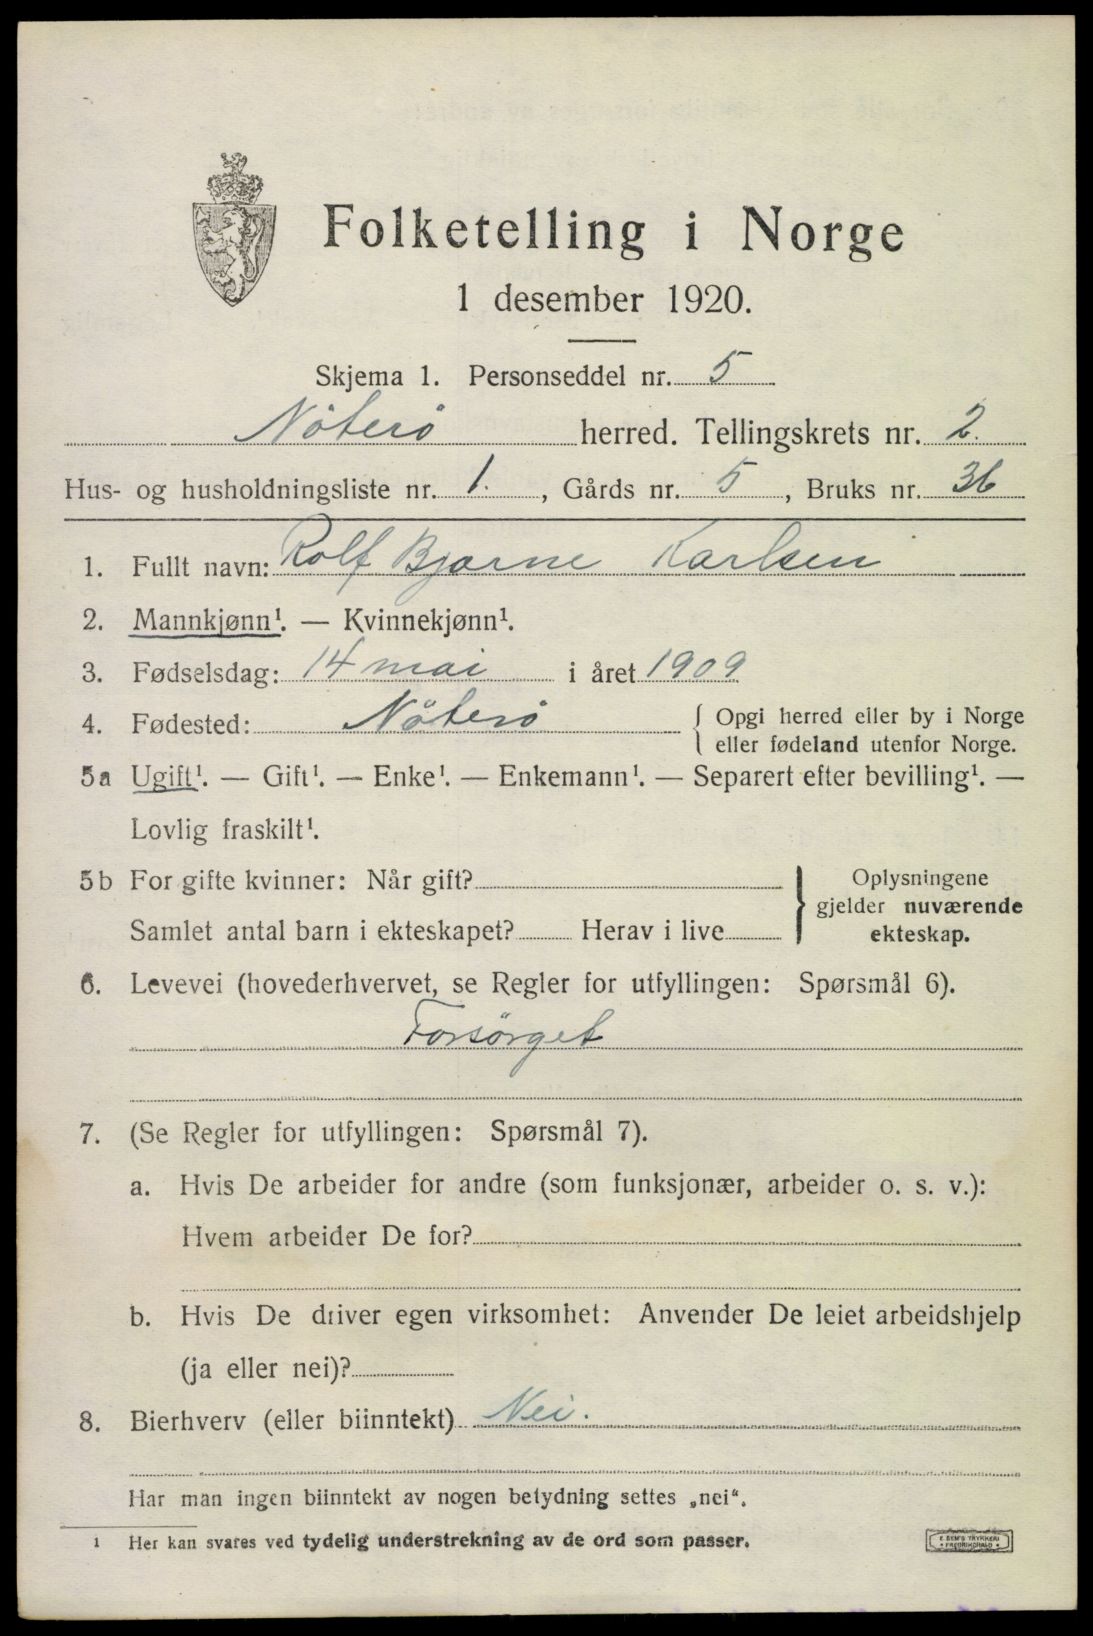 Folketelling i Norge
1 desember 1920.
Skjema 1. Personseddel nr. 5
Nöterö herred. Tellingskrets nr. 2.
Hus- og husholdningsliste nr. 1. , Gårds nr. 5 , Bruks nr. 36
1. Fullt navn: Rolf Bjarne Karlsen
2. Mannkjønn¹. — Kvinnekjønn¹.
3. Fødselsdag: 14 mai i året 1909
4. Fødested: Nöterö { Opgi herred eller by i Norge
eller fødeland utenfor Norge.
5a Ugift¹. — Gift¹. — Enke¹. — Enkemann¹. — Separert efter bevilling¹. —
Lovlig fraskilt¹.
5b For gifte kvinner: Når gift? } Oplysningene
gjelder nuværende
Samlet antal barn i ekteskapet? Herav i live ekteskap.
6. Levevei (hovederhvervet, se Regler for utfyllingen: Spørsmål 6).
Forsörget
7. (Se Regler for utfyllingen: Spørsmål 7).
a. Hvis De arbeider for andre (som funksjonær, arbeider o. s. v.):
Hvem arbeider De for?
b. Hvis De driver egen virksomhet: Anvender De leiet arbeidshjelp
(ja eller nei)?
8. Bierhverv (eller biinntekt) Nei.
Har man ingen biinntekt av nogen betydning settes „nei“.
1 Her kan svares ved tydelig understrekning av de ord som passer.
E. SEM'S TRYKKERI
• FREDRIKSHALD •